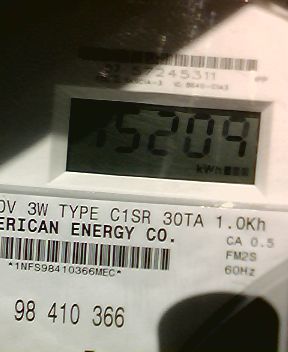 15204
kWh
0V 3W TYPE C1SR 30TA 1.0Kh
ERICAN ENERGY CO.
CA 0.5
*1NFS98410366MEC*
FM2S
60Hz
98 410 366